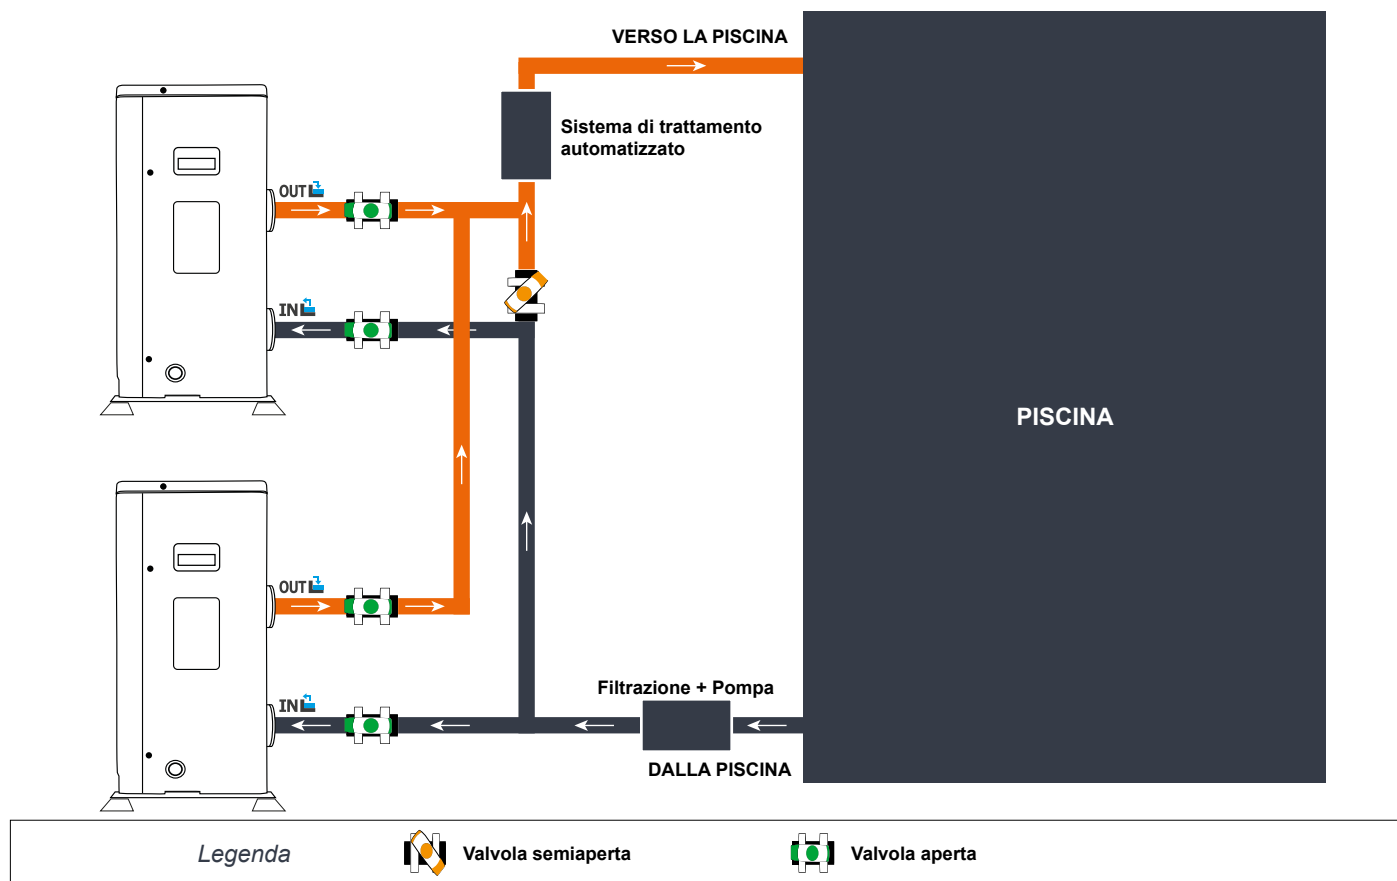 VERSO LA PISCINA
Sistema di trattamento
automatizzato
OUT
IN
PISCINA
OUT
IN
Filtrazione + Pompa
DALLA PISCINA
Legenda
Valvola semiaperta
Valvola aperta